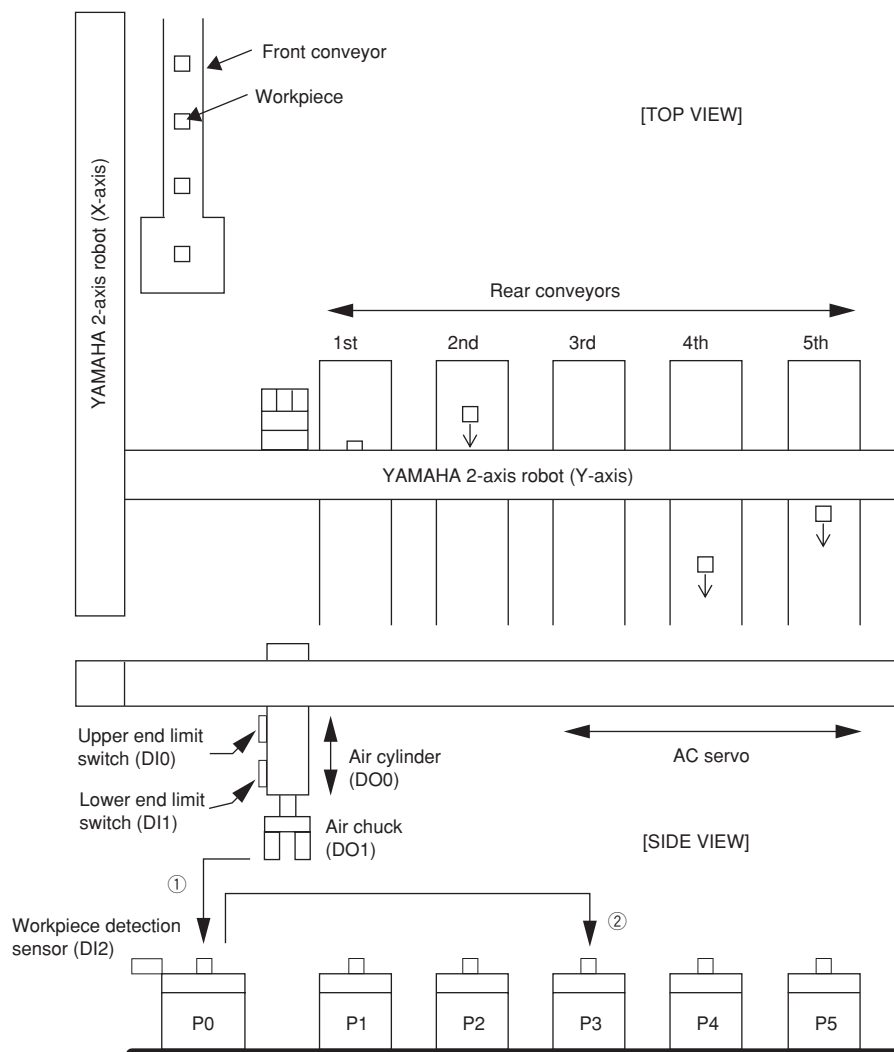 YAMAHA 2-axis robot (X-axis)
Front conveyor
Workpiece
[TOP VIEW]
Rear conveyors
1st
2nd
3rd
4th
5th
YAMAHA 2-axis robot (Y-axis)
Upper end limit
switch (DI0)
Lower end limit
switch (DI1)
Air cylinder
(DO0)
AC servo
Air chuck
(DO1)
[SIDE VIEW]
①
②
Workpiece detection
sensor (DI2)
P0
P1
P2
P3
P4
P5